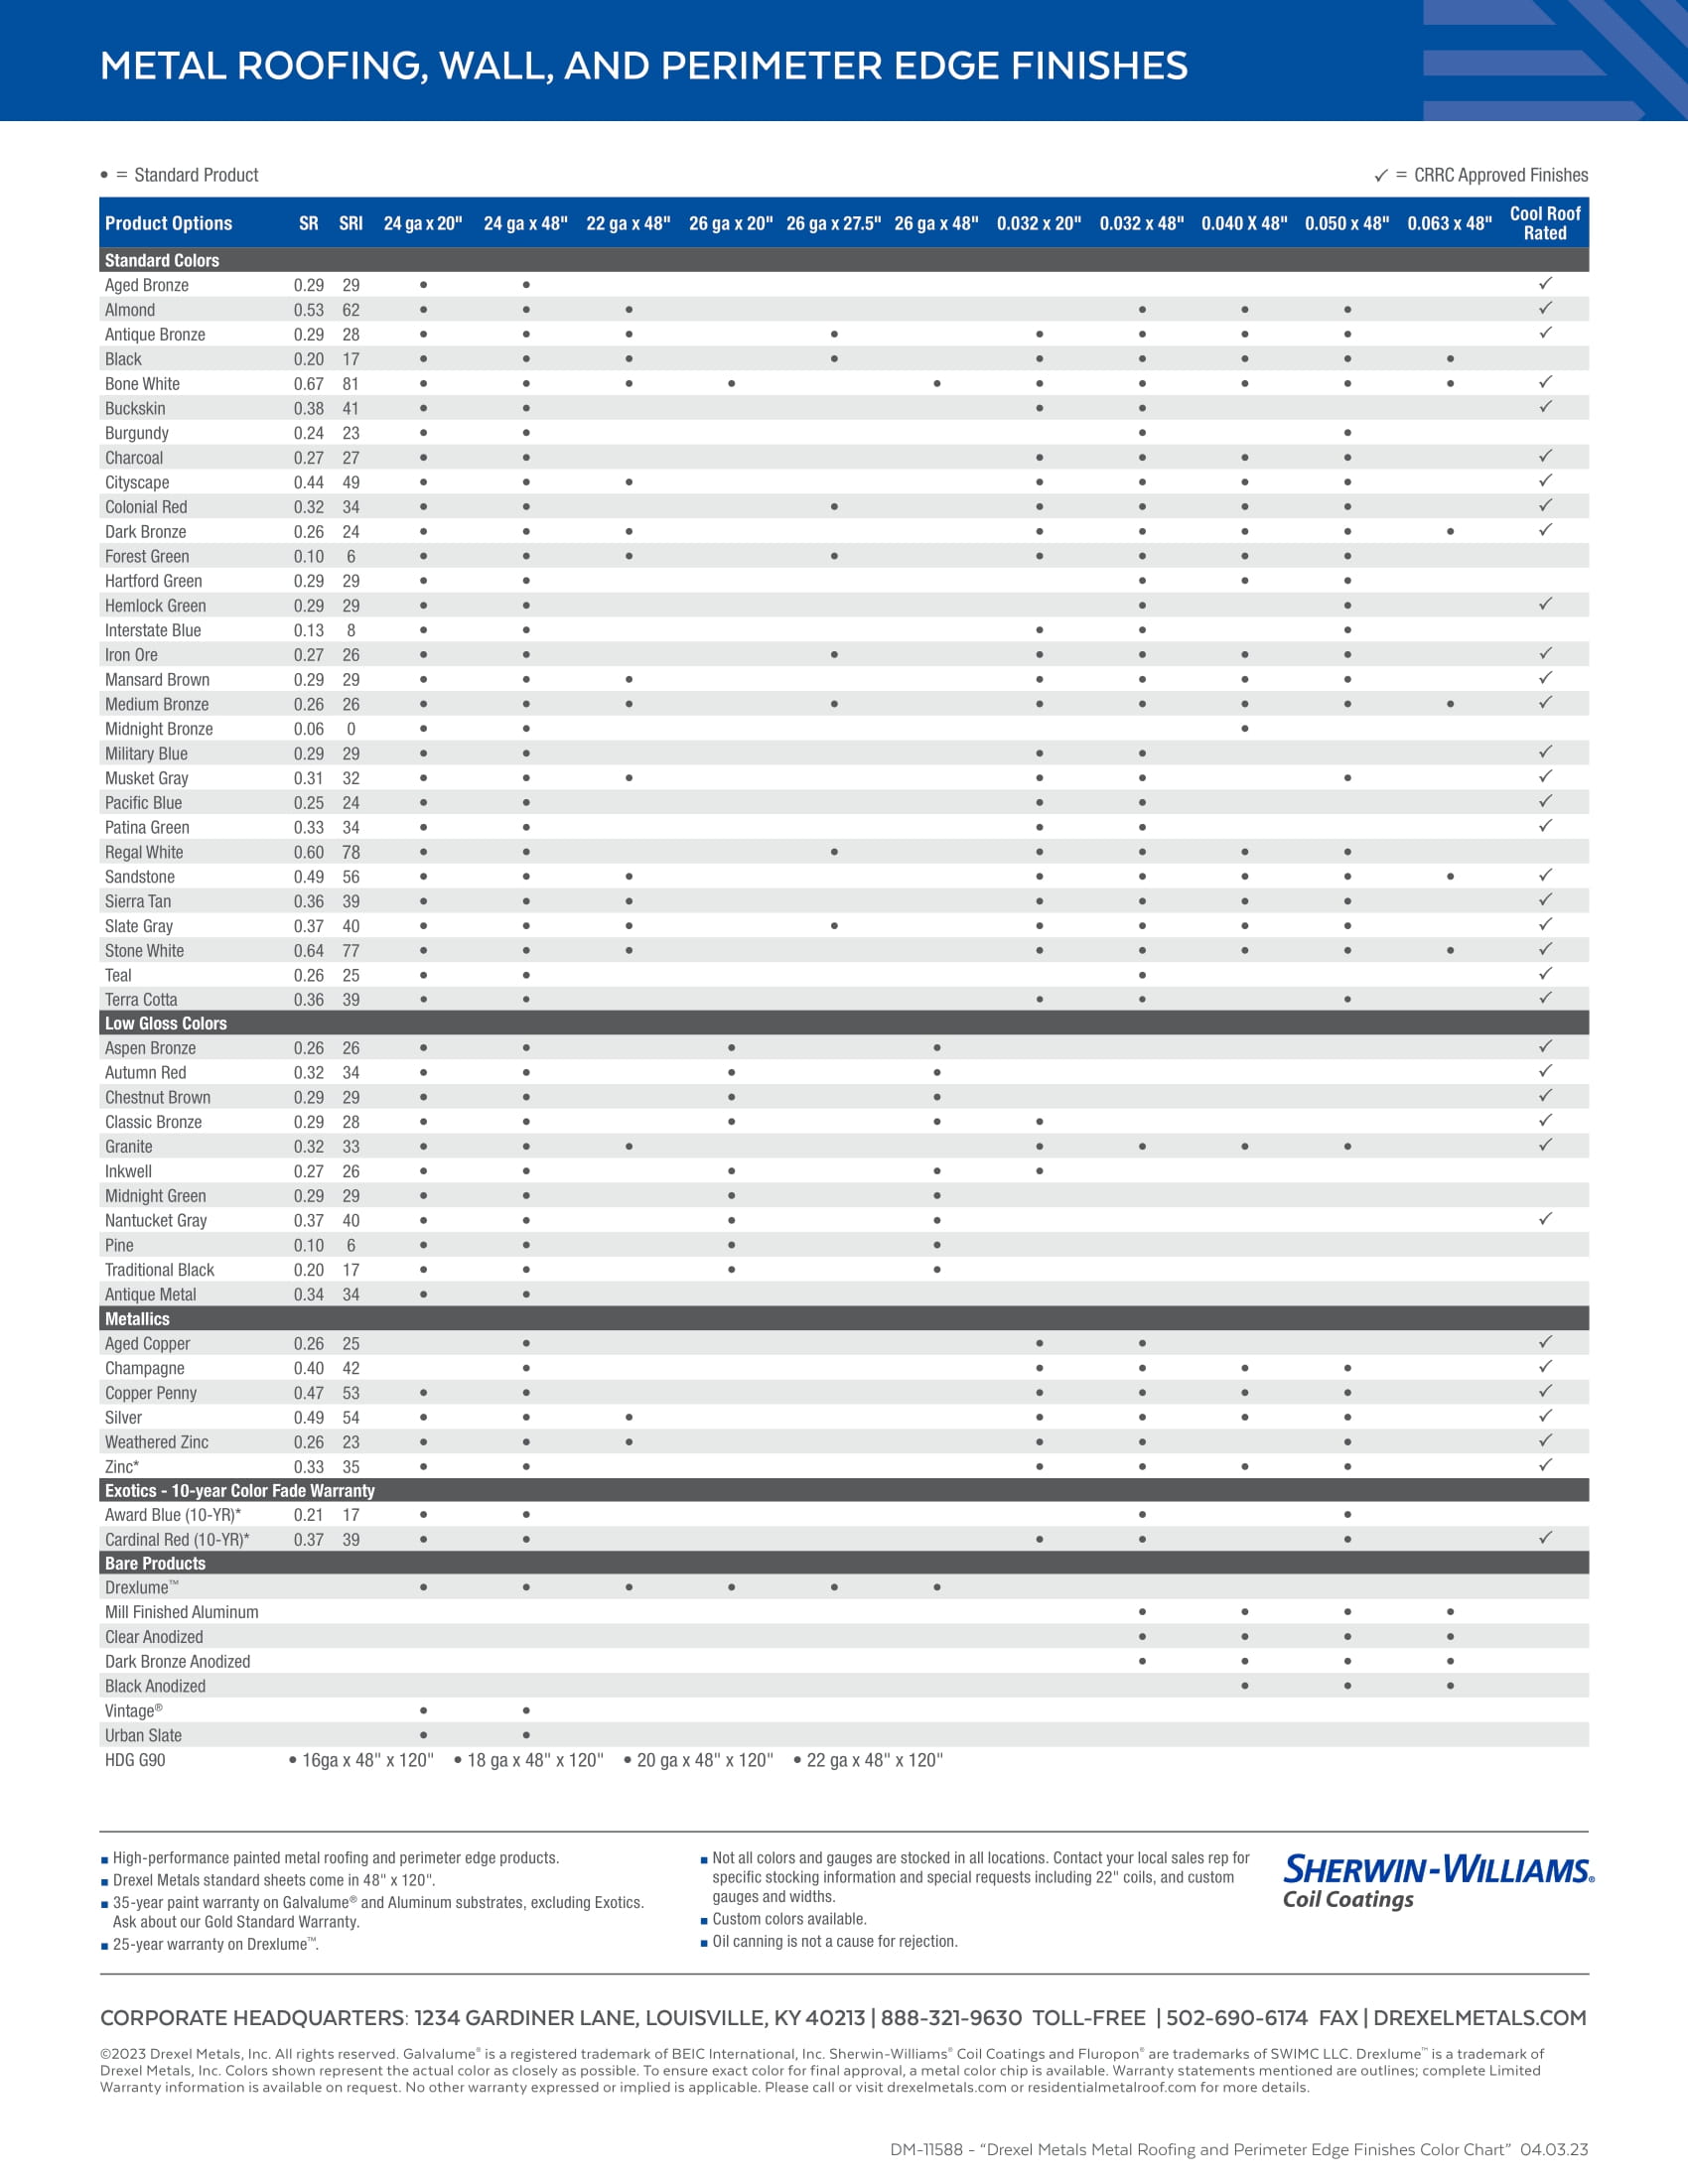 METAL ROOFING, WALL, AND PERIMETER EDGE FINISHES
• = Standard Product ✓ = CRRC Approved Finishes
Product Options SR SRI 24 ga x 20" 24 ga x 48" 22 ga x 48" 26 ga x 20" 26 ga x 27.5" 26 ga x 48" 0.032 x 20" 0.032 x 48" 0.040 X 48" 0.050 x 48" 0.063 x 48" Cool Roof Rated
Standard Colors
Aged Bronze 0.29 29 • • ✓
Almond 0.53 62 • • • • • • ✓
Antique Bronze 0.29 28 • • • • • • • • ✓
Black 0.20 17 • • • • • • • • •
Bone White 0.67 81 • • • • • • • • • • ✓
Buckskin 0.38 41 • • • • ✓
Burgundy 0.24 23 • • • •
Charcoal 0.27 27 • • • • • • ✓
Cityscape 0.44 49 • • • • • • • ✓
Colonial Red 0.32 34 • • • • • • • ✓
Dark Bronze 0.26 24 • • • • • • • • ✓
Forest Green 0.10 6 • • • • • • • •
Hartford Green 0.29 29 • • • • •
Hemlock Green 0.29 29 • • • • ✓
Interstate Blue 0.13 8 • • • • •
Iron Ore 0.27 26 • • • • • • • ✓
Mansard Brown 0.29 29 • • • • • • • ✓
Medium Bronze 0.26 26 • • • • • • • • • ✓
Midnight Bronze 0.06 0 • • •
Military Blue 0.29 29 • • • • ✓
Musket Gray 0.31 32 • • • • • • ✓
Pacific Blue 0.25 24 • • • • ✓
Patina Green 0.33 34 • • • • ✓
Regal White 0.60 78 • • • • • • •
Sandstone 0.49 56 • • • • • • • • ✓
Sierra Tan 0.36 39 • • • • • • • ✓
Slate Gray 0.37 40 • • • • • • • • ✓
Stone White 0.64 77 • • • • • • • • ✓
Teal 0.26 25 • • • ✓
Terra Cotta 0.36 39 • • • • • ✓
Low Gloss Colors
Aspen Bronze 0.26 26 • • • • ✓
Autumn Red 0.32 34 • • • • ✓
Chestnut Brown 0.29 29 • • • • ✓
Classic Bronze 0.29 28 • • • • • ✓
Granite 0.32 33 • • • • • • • ✓
Inkwell 0.27 26 • • • • •
Midnight Green 0.29 29 • • • •
Nantucket Gray 0.37 40 • • • • ✓
Pine 0.10 6 • • • •
Traditional Black 0.20 17 • • • •
Antique Metal 0.34 34 • •
Metallics
Aged Copper 0.26 25 • • • ✓
Champagne 0.40 42 • • • • • ✓
Copper Penny 0.47 53 • • • • • • ✓
Silver 0.49 54 • • • • • • • ✓
Weathered Zinc 0.26 23 • • • • • • ✓
Zinc* 0.33 35 • • • • • • ✓
Exotics - 10-year Color Fade Warranty
Award Blue (10-YR)* 0.21 17 • • • •
Cardinal Red (10-YR)* 0.37 39 • • • • • ✓
Bare Products
Drexlume™ • • • • • •
Mill Finished Aluminum • • • •
Clear Anodized • • • •
Dark Bronze Anodized • • • •
Black Anodized • • •
Vintage® • •
Urban Slate • •
HDG G90 • 16ga x 48" x 120" • 18 ga x 48" x 120" • 20 ga x 48" x 120" • 22 ga x 48" x 120"
■ High-performance painted metal roofing and perimeter edge products.
■ Drexel Metals standard sheets come in 48" x 120".
■ 35-year paint warranty on Galvalume® and Aluminum substrates, excluding Exotics.
Ask about our Gold Standard Warranty.
■ 25-year warranty on Drexlume™.
■ Not all colors and gauges are stocked in all locations. Contact your local sales rep for
specific stocking information and special requests including 22" coils, and custom
gauges and widths.
■ Custom colors available.
■ Oil canning is not a cause for rejection.
SHERWIN-WILLIAMS®
Coil Coatings
CORPORATE HEADQUARTERS: 1234 GARDINER LANE, LOUISVILLE, KY 40213 | 888-321-9630 TOLL-FREE | 502-690-6174 FAX | DREXELMETALS.COM
©2023 Drexel Metals, Inc. All rights reserved. Galvalume® is a registered trademark of BEIC International, Inc. Sherwin-Williams® Coil Coatings and Fluropon® are trademarks of SWIMC LLC. Drexlume™ is a trademark of
Drexel Metals, Inc. Colors shown represent the actual color as closely as possible. To ensure exact color for final approval, a metal color chip is available. Warranty statements mentioned are outlines; complete Limited
Warranty information is available on request. No other warranty expressed or implied is applicable. Please call or visit drexelmetals.com or residentialmetalroof.com for more details.
DM-11588 - “Drexel Metals Metal Roofing and Perimeter Edge Finishes Color Chart” 04.03.23